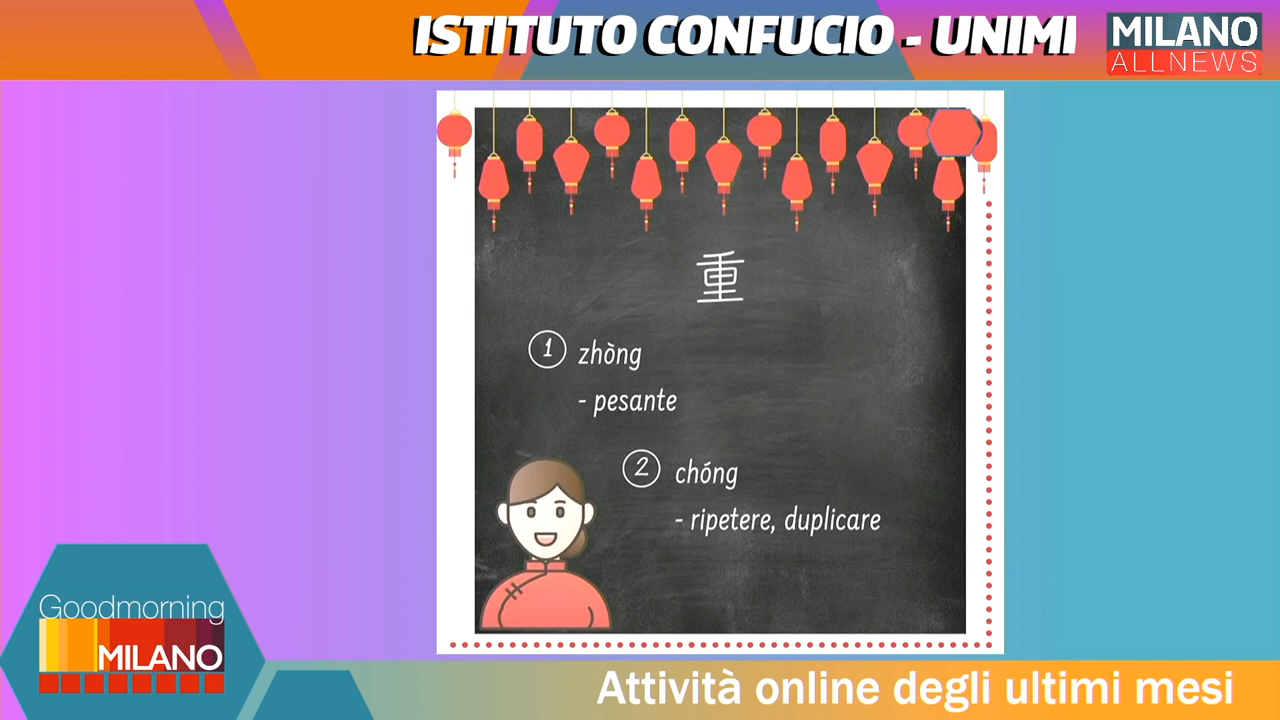 ISTITUTO CONFUCIO - UNIMI
MILANO
ALLNEWS
重
1 zhòng
- pesante
2 chóng
- ripetere, duplicare
Goodmorning
MILANO
Attività online degli ultimi mesi